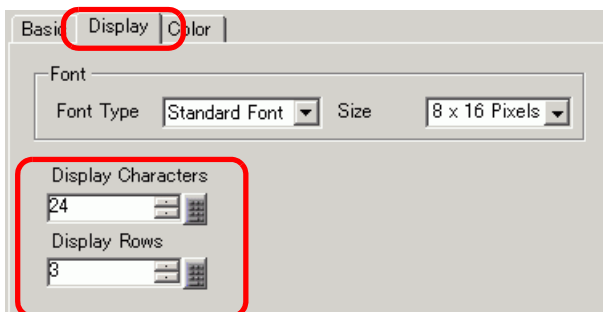 Basic Display Color
Font
Font Type Standard Font Size 8 x 16 Pixels
Display Characters
24
Display Rows
3